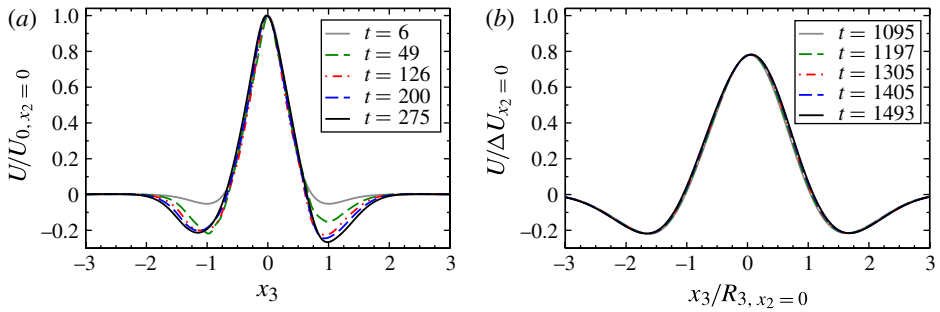 (a)
1.0
0.8
0.6
0.4
0.2
0
−0.2
U/U0, x2 = 0
t = 6
t = 49
t = 126
t = 200
t = 275
−3 −2 −1 0 1 2 3
x3
(b)
1.0
0.8
0.6
0.4
0.2
0
−0.2
U/ΔUx2 = 0
t = 1095
t = 1197
t = 1305
t = 1405
t = 1493
−3 −2 −1 0 1 2 3
x3/R3, x2 = 0